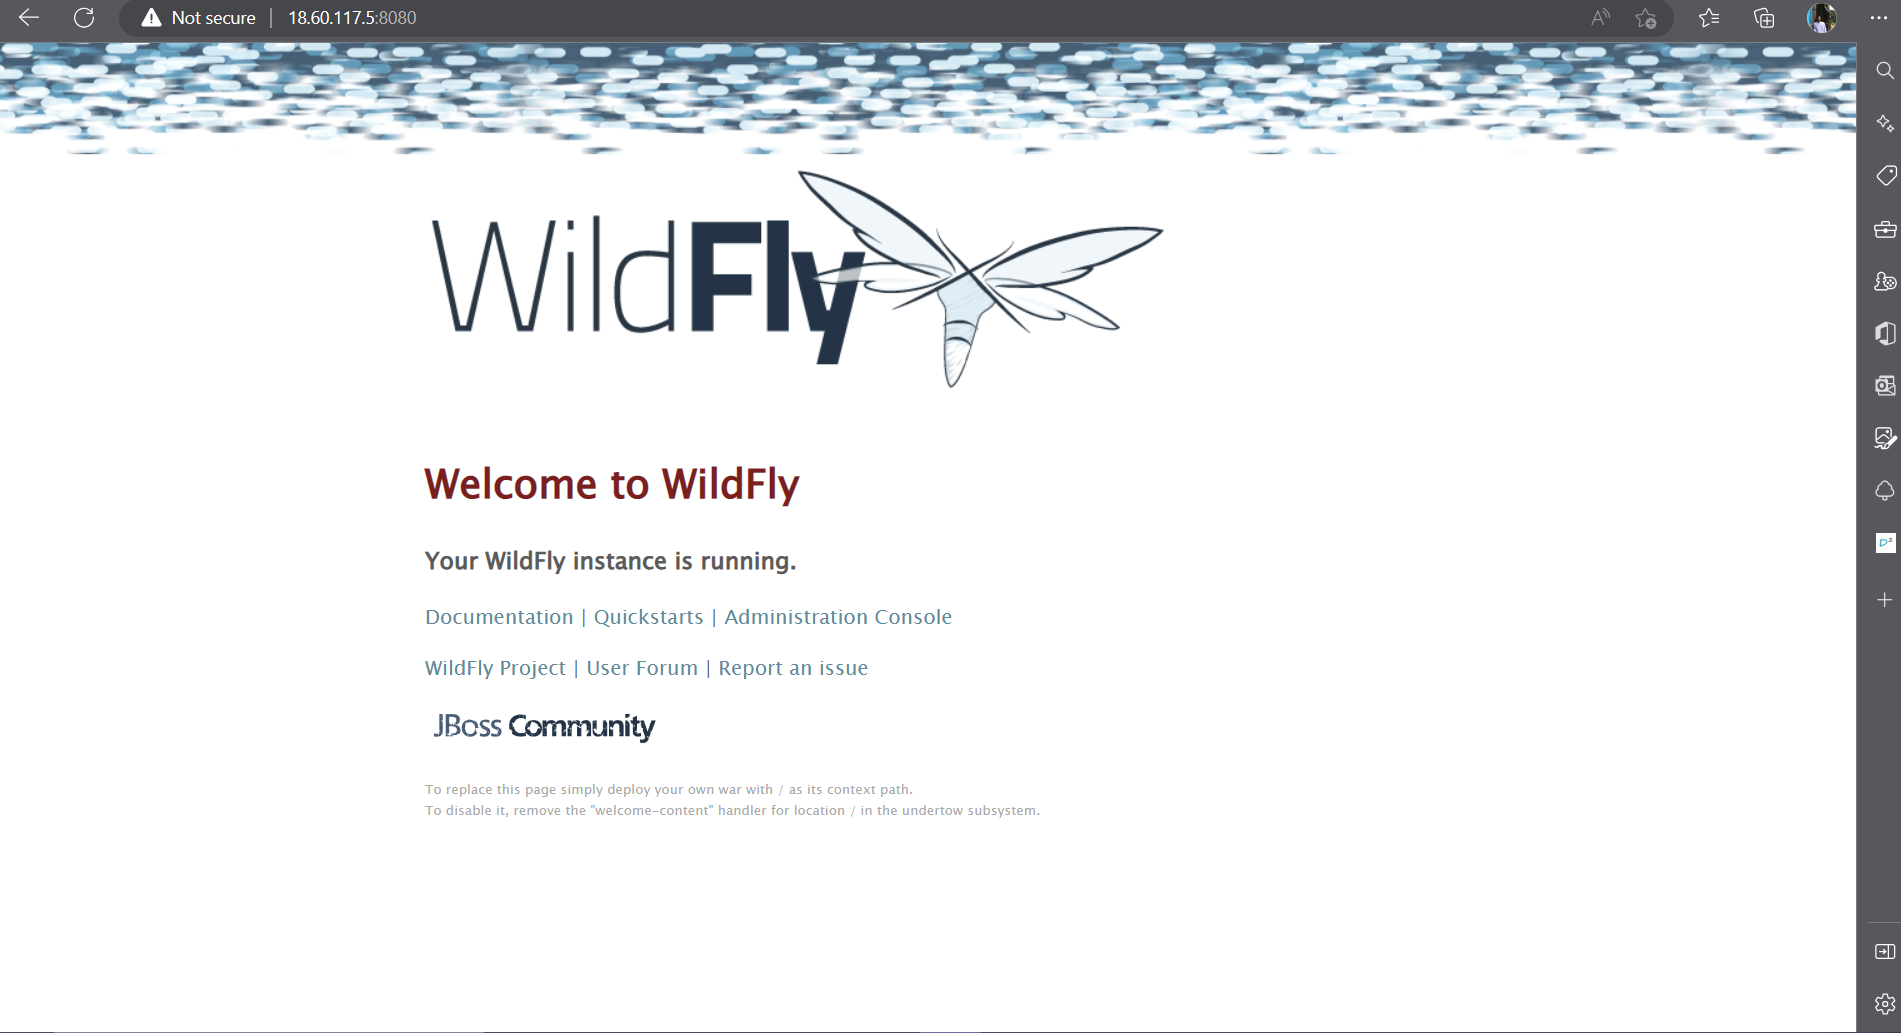 Not secure | 18.60.117.5:8080
WildFly
Welcome to WildFly
Your WildFly instance is running.
Documentation | Quickstarts | Administration Console
WildFly Project | User Forum | Report an issue
JBoss Community
To replace this page simply deploy your own war with / as its context path.
To disable it, remove the "welcome-content" handler for location / in the undertow subsystem.